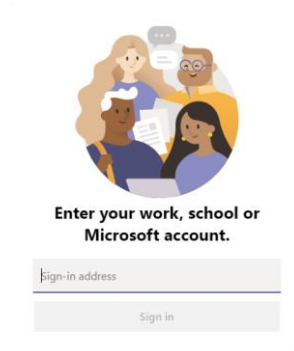 Enter your work, school or
Microsoft account.
Sign-in address
Sign in